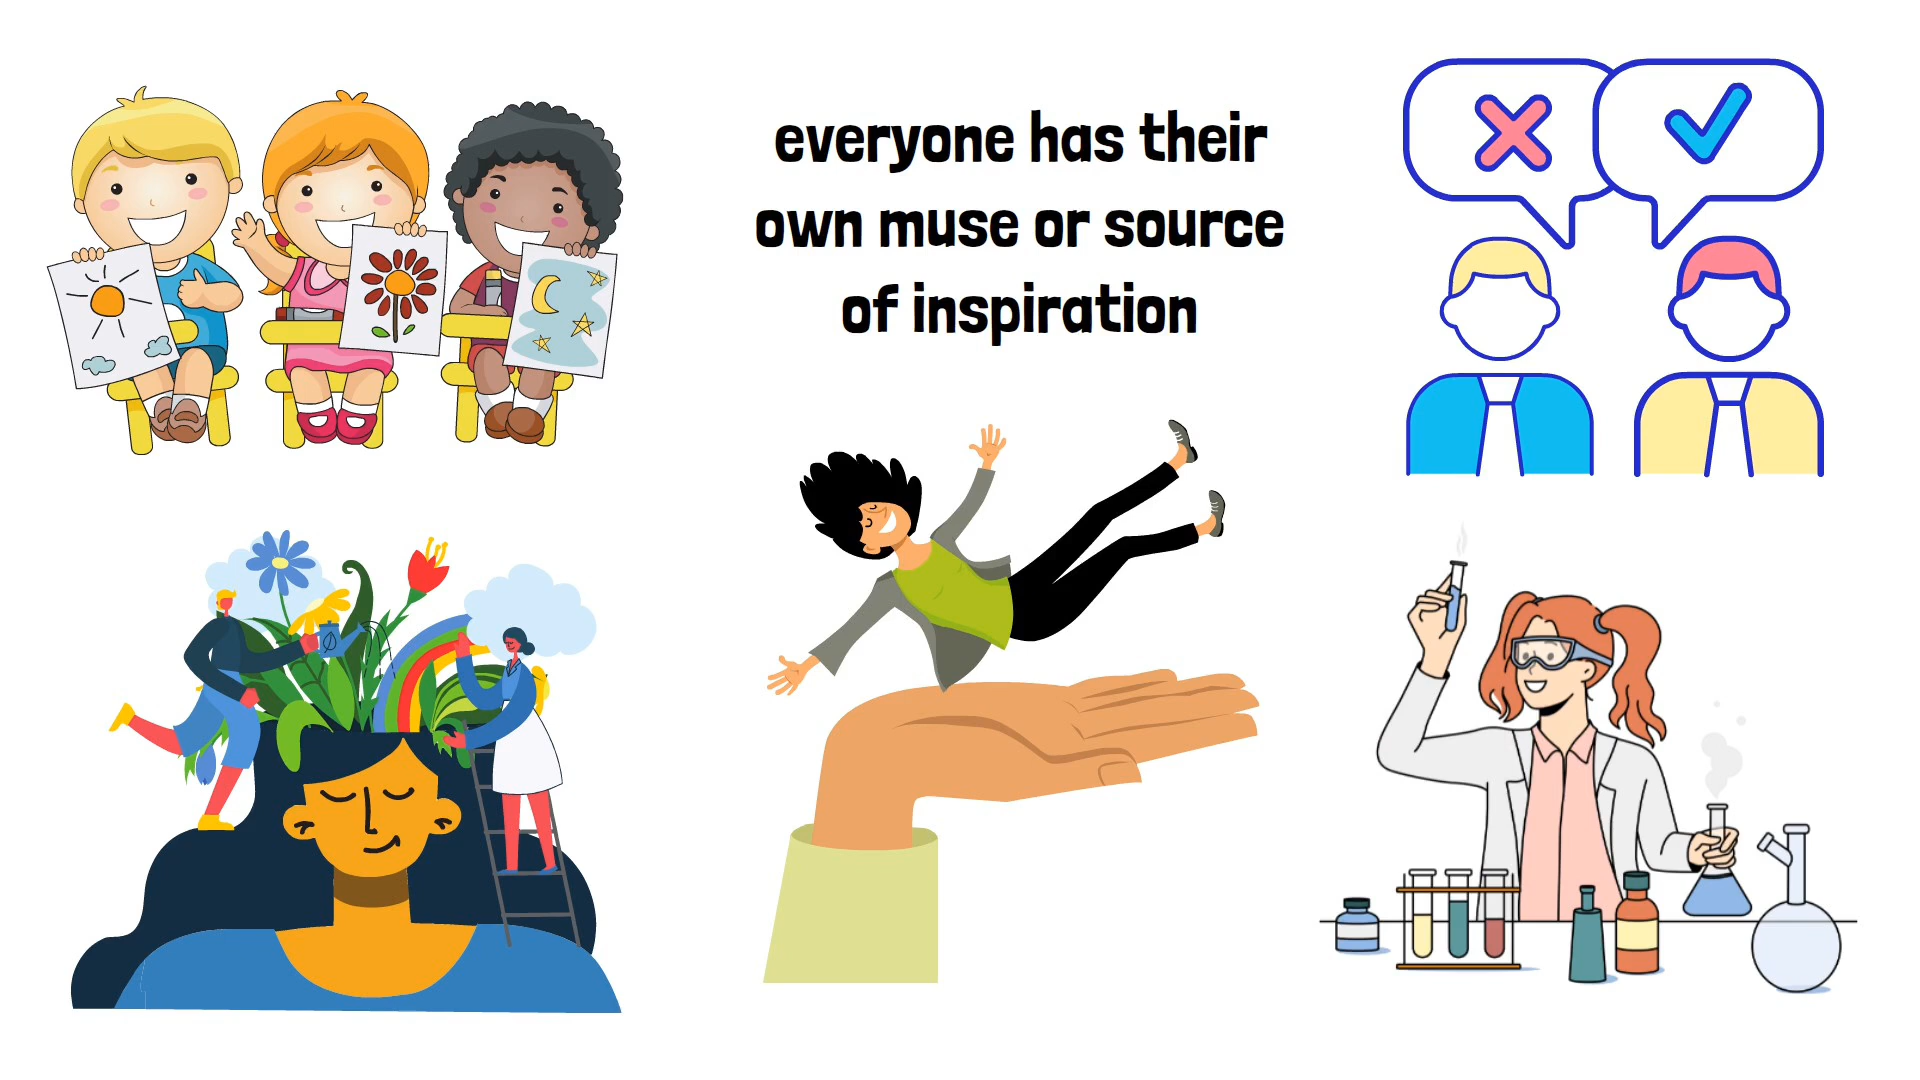 everyone has their
own muse or source
of inspiration